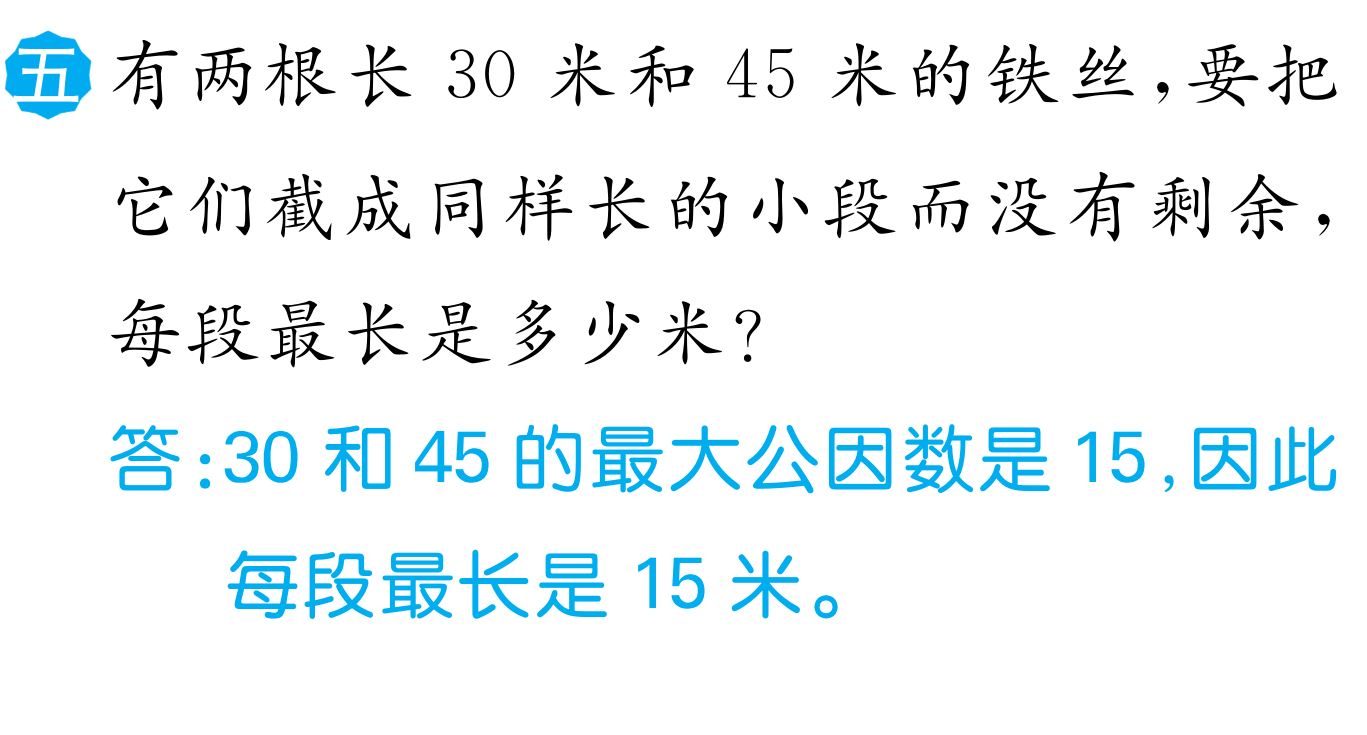 五 有两根长 30 米和 45 米的铁丝，要把
它们截成同样长的小段而没有剩余，
每段最长是多少米？
答：30 和 45 的最大公因数是 15，因此
每段最长是 15 米。